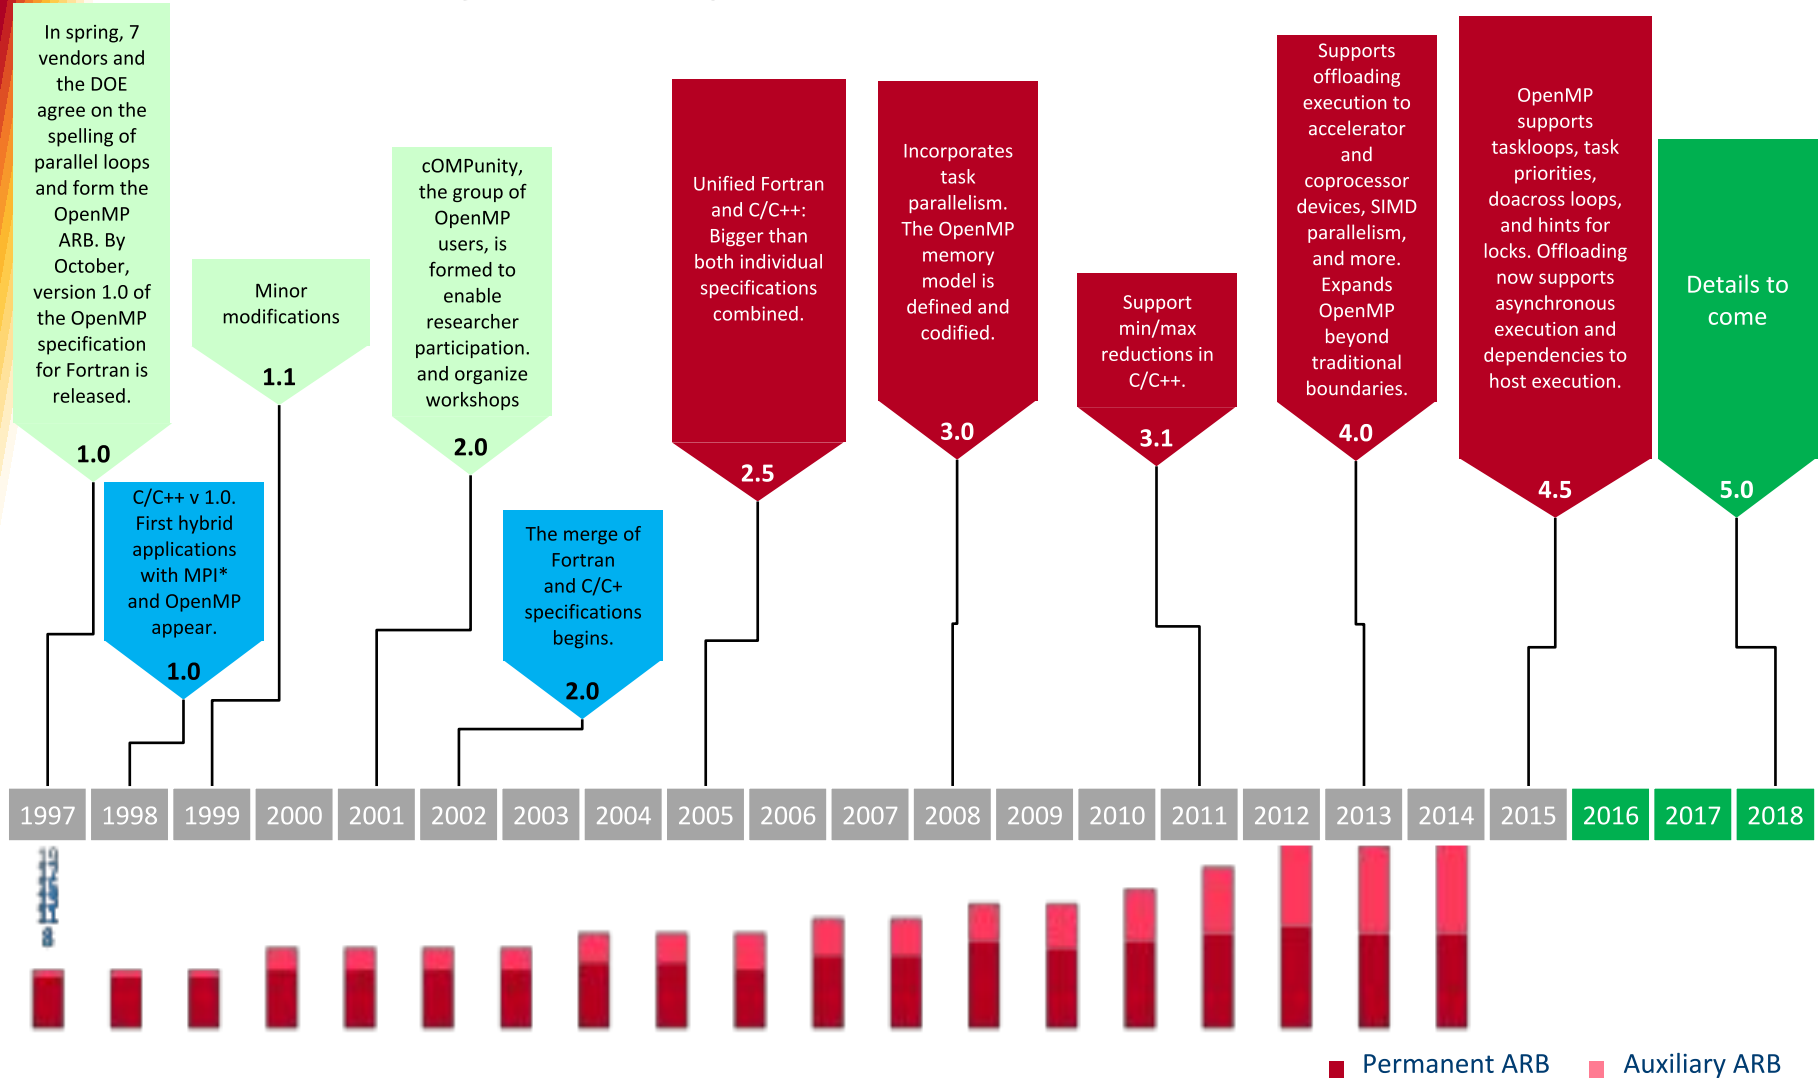 In spring, 7
vendors and
the DOE
agree on the
spelling of
parallel loops
and form the
OpenMP
ARB. By
October,
version 1.0 of
the OpenMP
specification
for Fortran is
released.
1.0
C/C++ v 1.0.
First hybrid
applications
with MPI*
and OpenMP
appear.
1.0
Minor
modifications
1.1
cOMPunity,
the group of
OpenMP
users, is
formed to
enable
researcher
participation.
and organize
workshops
2.0
The merge of
Fortran
and C/C+
specifications
begins.
2.0
Unified Fortran
and C/C++:
Bigger than
both individual
specifications
combined.
2.5
Incorporates
task
parallelism.
The OpenMP
memory
model is
defined and
codified.
3.0
Support
min/max
reductions in
C/C++.
3.1
Supports
offloading
execution to
accelerator
and
coprocessor
devices, SIMD
parallelism,
and more.
Expands
OpenMP
beyond
traditional
boundaries.
4.0
OpenMP
supports
taskloops, task
priorities,
doacross loops,
and hints for
locks. Offloading
now supports
asynchronous
execution and
dependencies to
host execution.
4.5
Details to
come
5.0
1997 1998 1999 2000 2001 2002 2003 2004 2005 2006 2007 2008 2009 2010 2011 2012 2013 2014 2015 2016 2017 2018
Permanent ARB
Auxiliary ARB